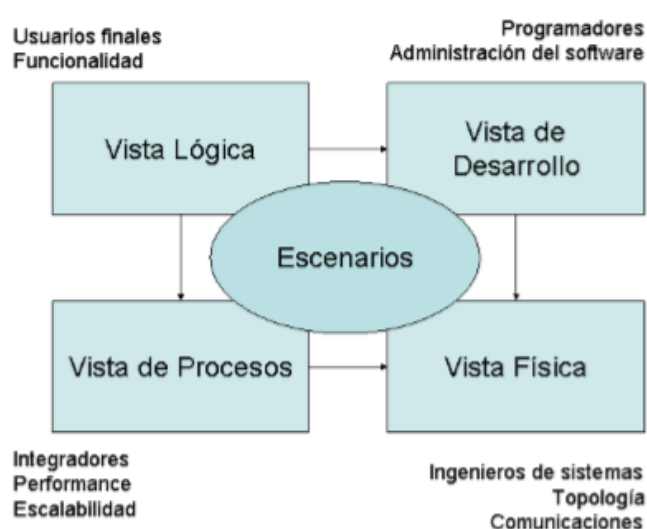 Usuarios finales
Funcionalidad
Programadores
Administración del software
Vista Lógica
Vista de
Desarrollo
Escenarios
Vista de Procesos
Vista Física
Integradores
Performance
Escalabilidad
Ingenieros de sistemas
Topología
Comunicaciones